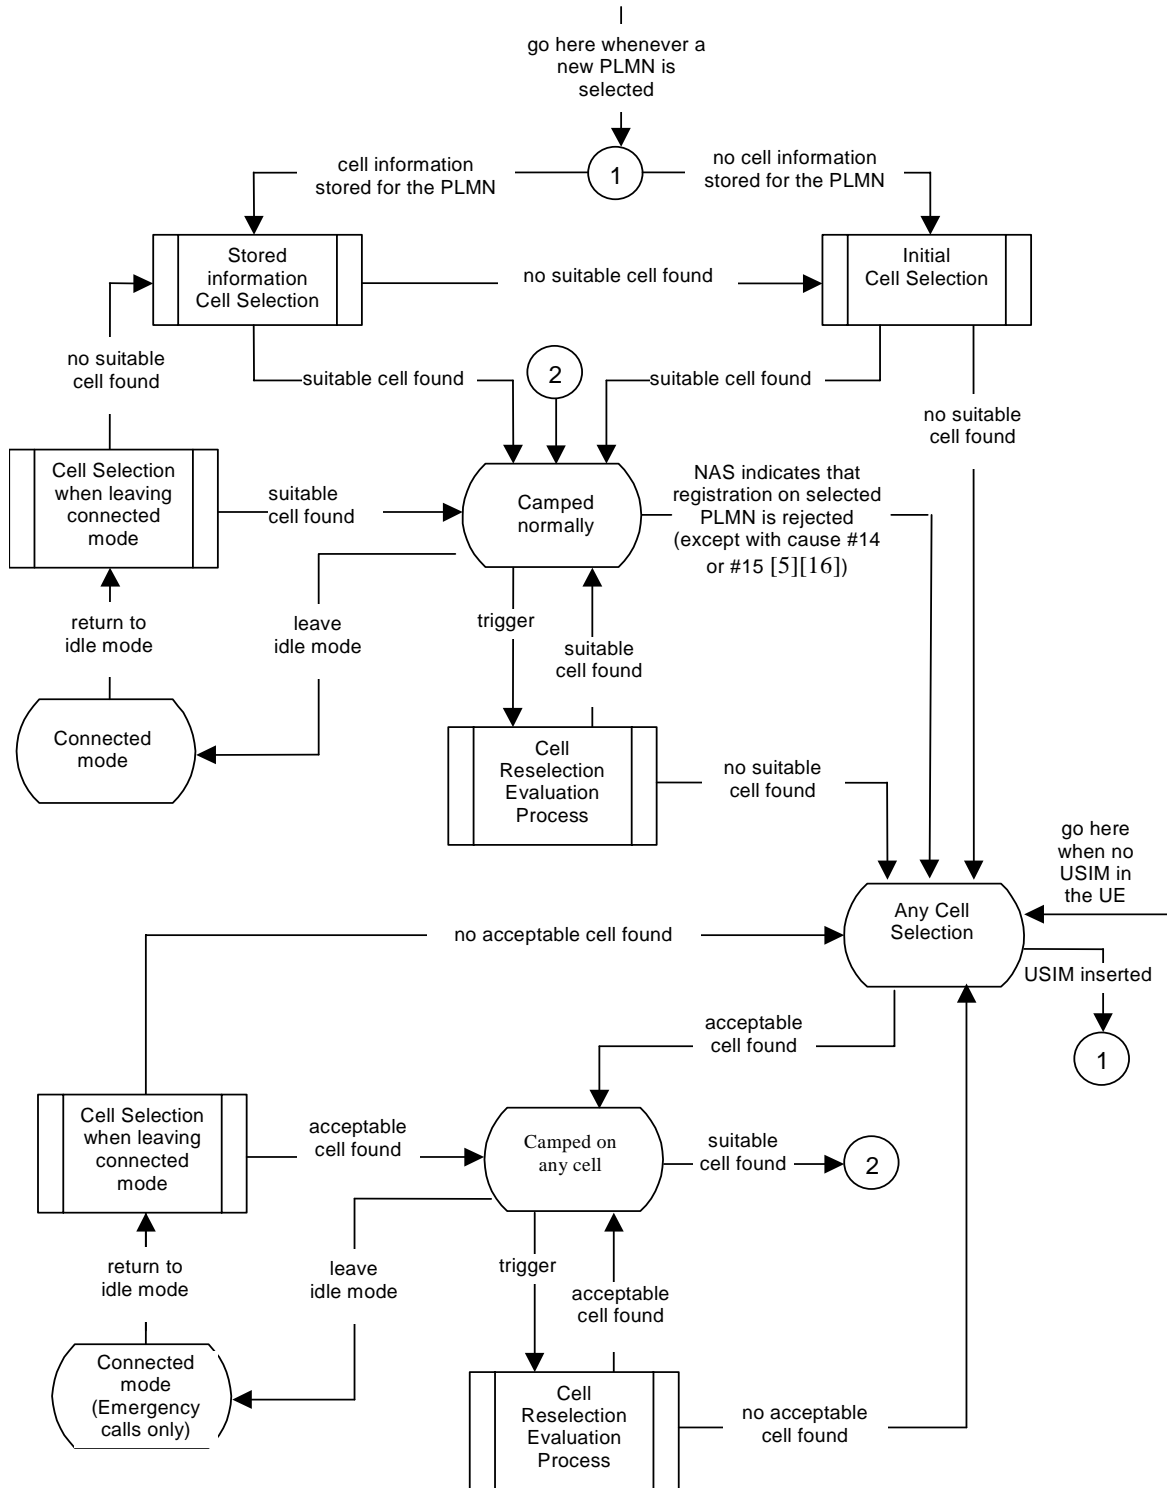 go here whenever a
new PLMN is
selected
cell information
stored for the PLMN
1
no cell information
stored for the PLMN
Stored
information
Cell Selection
no suitable cell found
Initial
Cell Selection
no suitable
cell found
suitable cell found
2
suitable cell found
no suitable
cell found
Cell Selection
when leaving
connected
mode
suitable
cell found
Camped
normally
NAS indicates that
registration on selected
PLMN is rejected
(except with cause #14
or #15 [5][16])
return to
idle mode
leave
idle mode
trigger
suitable
cell found
Connected
mode
Cell
Reselection
Evaluation
Process
no suitable
cell found
go here
when no
USIM in
the UE
Any Cell
Selection
no acceptable cell found
USIM inserted
1
acceptable
cell found
Cell Selection
when leaving
connected
mode
acceptable
cell found
Camped on
any cell
suitable
cell found
2
return to
idle mode
leave
idle mode
trigger
acceptable
cell found
Connected
mode
(Emergency
calls only)
Cell
Reselection
Evaluation
Process
no acceptable
cell found